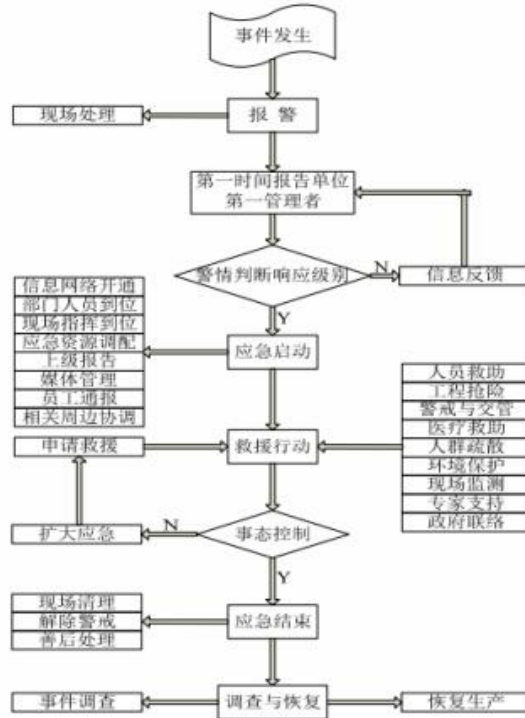 事件发生
现场处理
报 警
第一时间报告单位
第一管理者
警情判断响应级别
N
信息反馈
Y
信息网络开通
部门人员到位
现场指挥到位
应急资源调配
上级报告
媒体管理
员工通报
相关周边协调
应急启动
人员救助
工程抢险
警戒与交管
医疗救助
人群疏散
环境保护
现场监测
专家支持
政府联络
申请救援
救援行动
扩大应急
N
事态控制
Y
现场清理
解除警戒
善后处理
应急结束
事件调查
调查与恢复
恢复生产